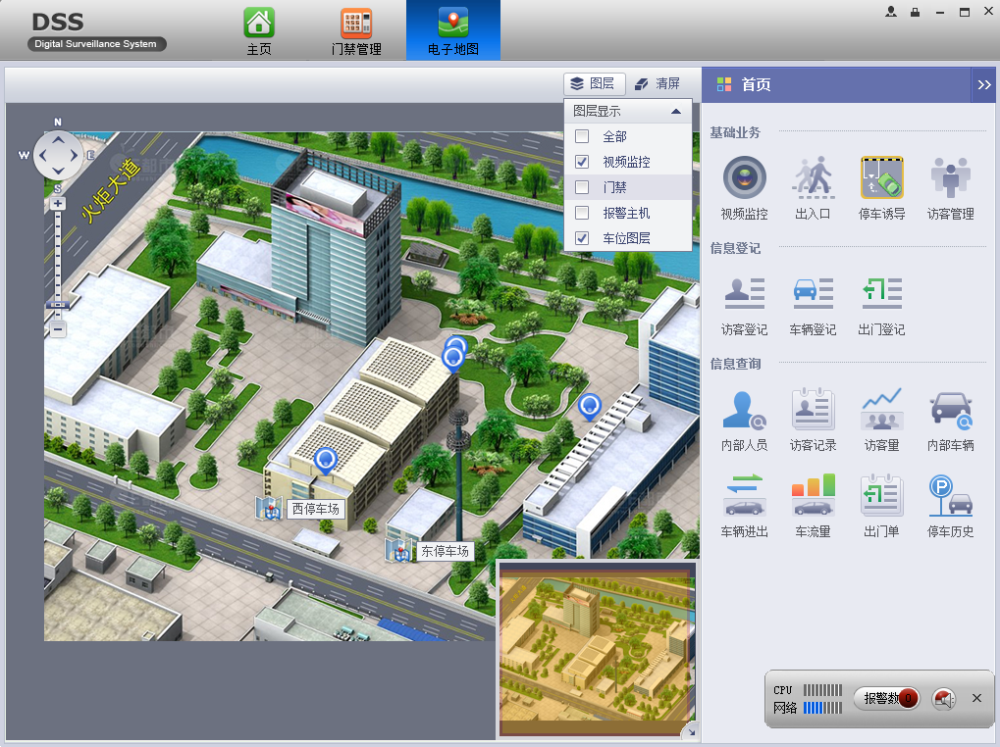 DSS
Digital Surveillance System
主页
门禁管理
电子地图
图层
清屏
图层显示
全部
视频监控
门禁
报警主机
车位图层
N
W
E
S
火炬大道
西停车场
东停车场
首页
基础业务
视频监控
出入口
停车诱导
访客管理
信息登记
访客登记
车辆登记
出门登记
信息查询
内部人员
访客记录
访客量
内部车辆
车辆进出
车流量
出门单
停车历史
CPU
网络
报警数
0